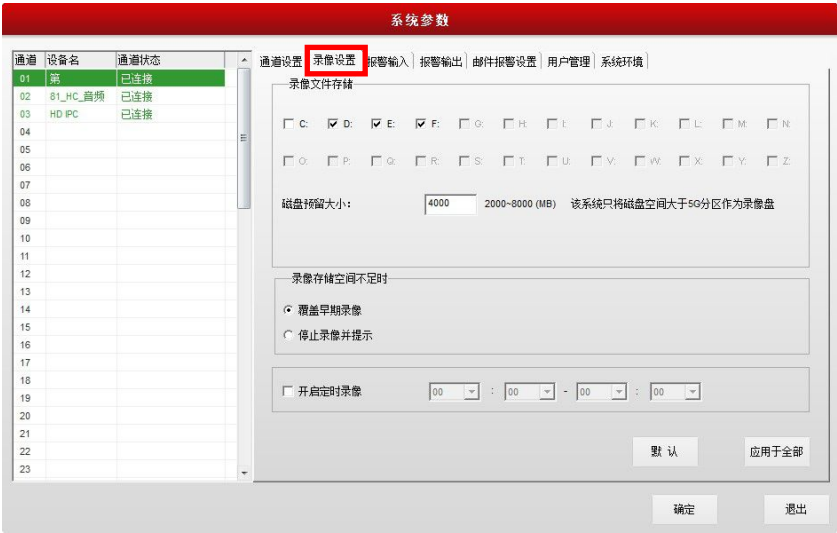 系统参数
通道 设备名 通道状态
01 第 已连接
02 81_HC_音频 已连接
03 HD IPC 已连接
04
05
06
07
08
09
10
11
12
13
14
15
16
17
18
19
20
21
22
23
通道设置 录像设置 报警输入 报警输出 邮件报警设置 用户管理 系统环境
录像文件存储
C: D: E: F: G: H: I: J: K: L: M: N:
O: P: Q: R: S: T: U: V: W: X: Y: Z:
磁盘预留大小: 4000 2000~8000 (MB) 该系统只将磁盘空间大于5G分区作为录像盘
录像存储空间不足时
覆盖早期录像
停止录像并提示
开启定时录像 00 : 00 - 00 : 00
默 认 应用于全部
确定 退出